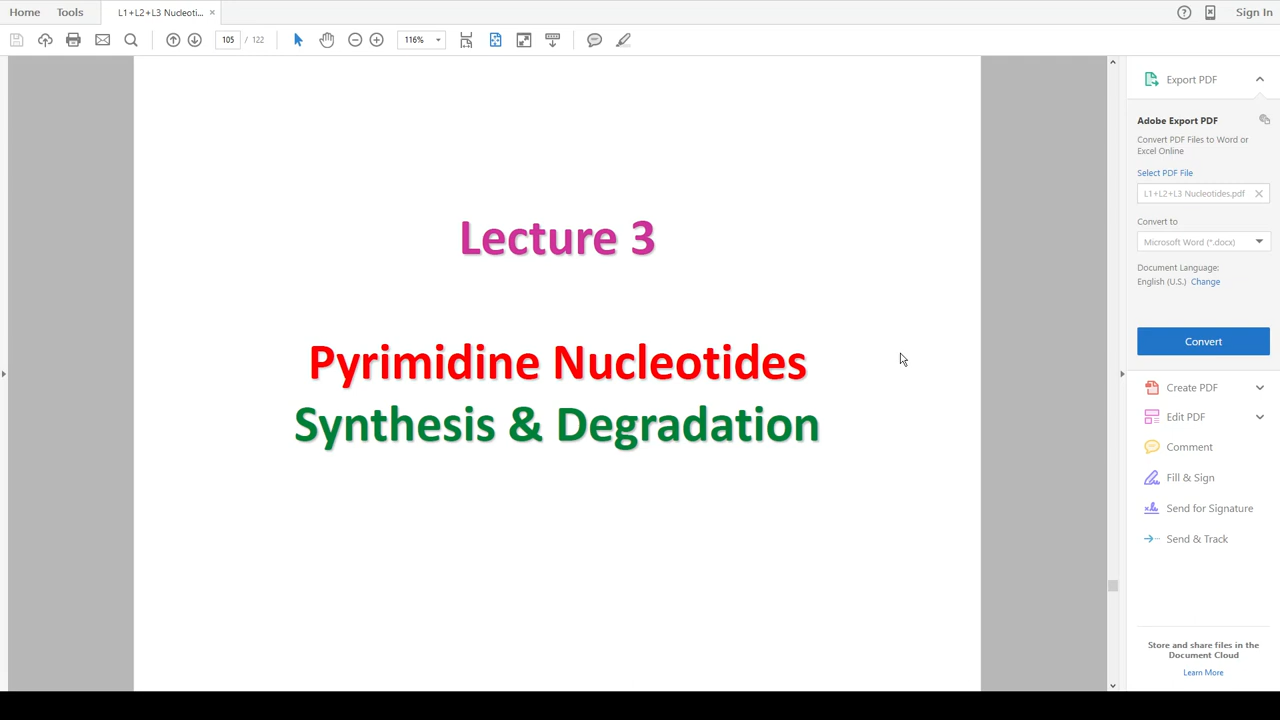 Home
Tools
L1+L2+L3 Nucleoti... ×
Sign In
105 / 122
116%
Lecture 3
Pyrimidine Nucleotides
Synthesis & Degradation
Export PDF
Adobe Export PDF
Convert PDF Files to Word or
Excel Online
Select PDF File
L1+L2+L3 Nucleotides.pdf ×
Convert to
Microsoft Word (*.docx)
Document Language:
English (U.S.) Change
Convert
Create PDF
Edit PDF
Comment
Fill & Sign
Send for Signature
Send & Track
Store and share files in the
Document Cloud
Learn More